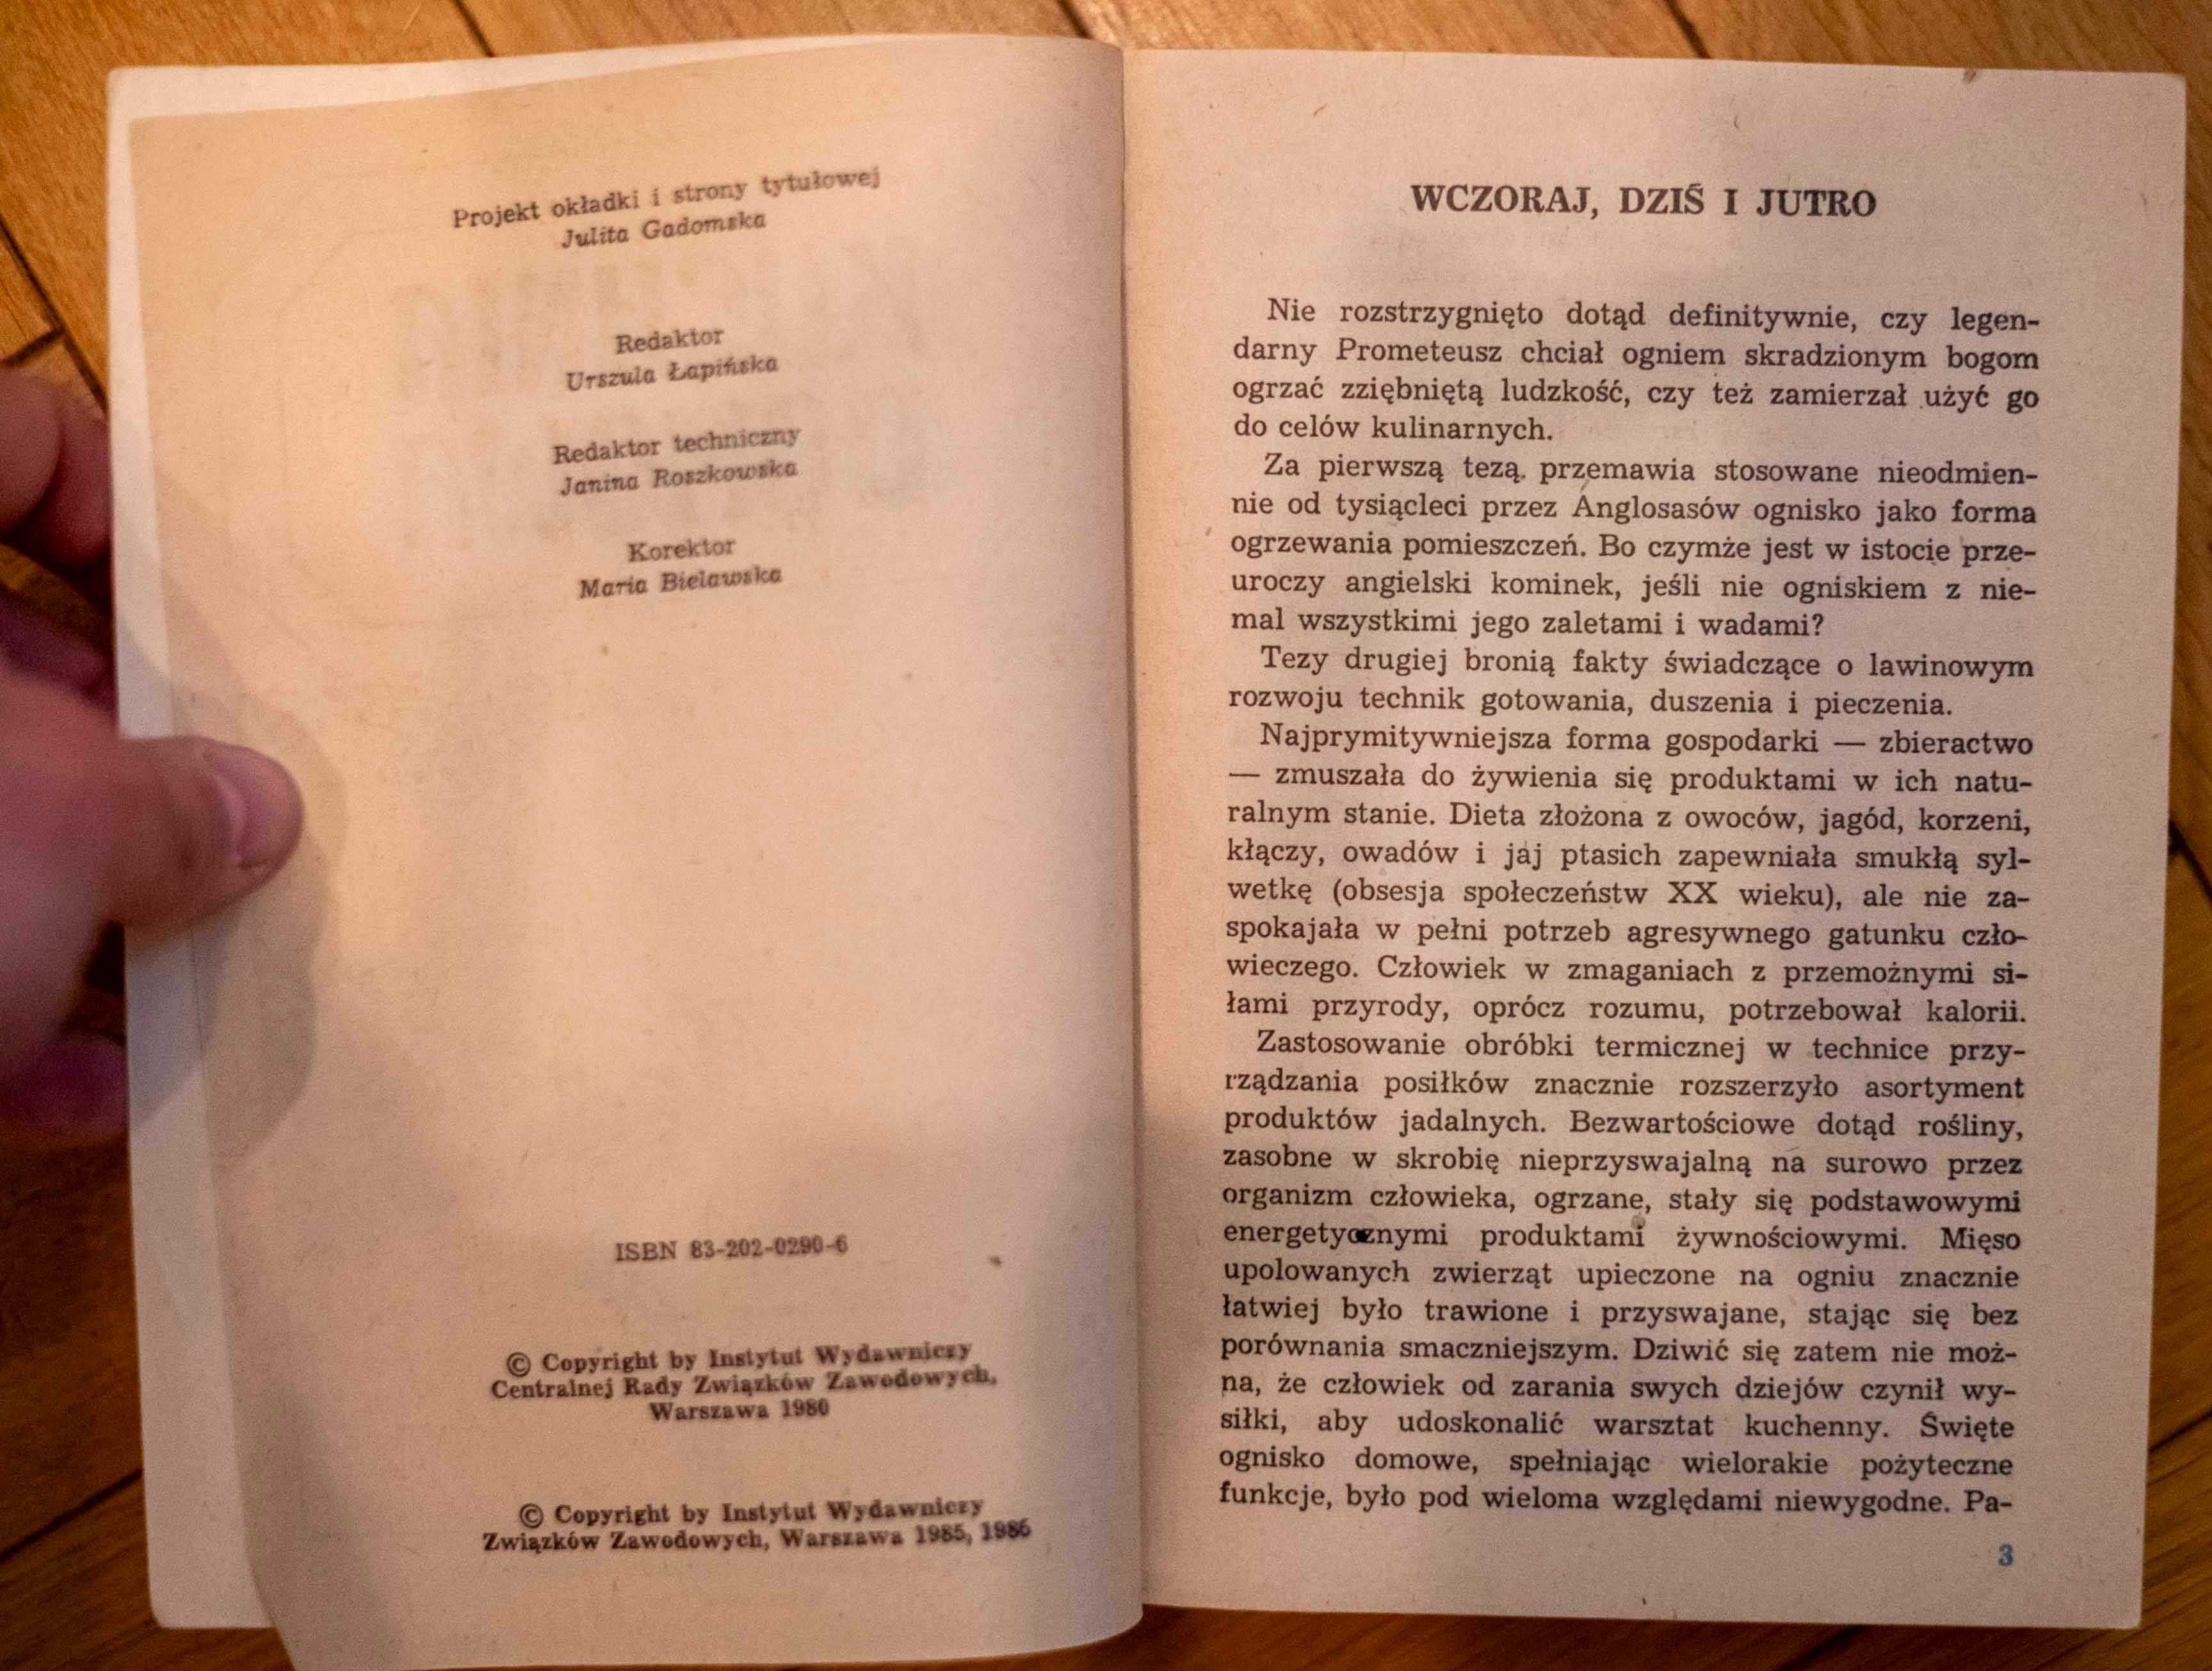 Projekt okładki i strony tytułowej
Julita Gadomska
Redaktor
Urszula Łapińska
Redaktor techniczny
Janina Roszkowska
Korektor
Maria Bielawska
ISBN 83-202-0290-6
© Copyright by Instytut Wydawniczy
Centralnej Rady Związków Zawodowych,
Warszawa 1980
© Copyright by Instytut Wydawniczy
Związków Zawodowych, Warszawa 1985, 1986
WCZORAJ, DZIŚ I JUTRO
Nie rozstrzygnięto dotąd definitywnie, czy legen-
darny Prometeusz chciał ogniem skradzionym bogom
ogrzać zziębniętą ludzkość, czy też zamierzał użyć go
do celów kulinarnych.
Za pierwszą tezą przemawia stosowane nieodmien-
nie od tysiącleci przez Anglosasów ognisko jako forma
ogrzewania pomieszczeń. Bo czymże jest w istocie prze-
uroczy angielski kominek, jeśli nie ogniskiem z nie-
mal wszystkimi jego zaletami i wadami?
Tezy drugiej bronią fakty świadczące o lawinowym
rozwoju technik gotowania, duszenia i pieczenia.
Najprymitywniejsza forma gospodarki — zbieractwo
— zmuszała do żywienia się produktami w ich natu-
ralnym stanie. Dieta złożona z owoców, jagód, korzeni,
kłączy, owadów i jaj ptasich zapewniała smukłą syl-
wetkę (obsesja społeczeństw XX wieku), ale nie za-
spokajała w pełni potrzeb agresywnego gatunku czło-
wieczego. Człowiek w zmaganiach z przemożnymi si-
łami przyrody, oprócz rozumu, potrzebował kalorii.
Zastosowanie obróbki termicznej w technice przy-
rządzania posiłków znacznie rozszerzyło asortyment
produktów jadalnych. Bezwartościowe dotąd rośliny,
zasobne w skrobię nieprzyswajalną na surowo przez
organizm człowieka, ogrzane, stały się podstawowymi
energetycznymi produktami żywnościowymi. Mięso
upolowanych zwierząt upieczone na ogniu znacznie
łatwiej było trawione i przyswajane, stając się bez
porównania smaczniejszym. Dziwić się zatem nie moż-
na, że człowiek od zarania swych dziejów czynił wy-
siłki, aby udoskonalić warsztat kuchenny. Święte
ognisko domowe, spełniając wielorakie pożyteczne
funkcje, było pod wieloma względami niewygodne. Pa-
3